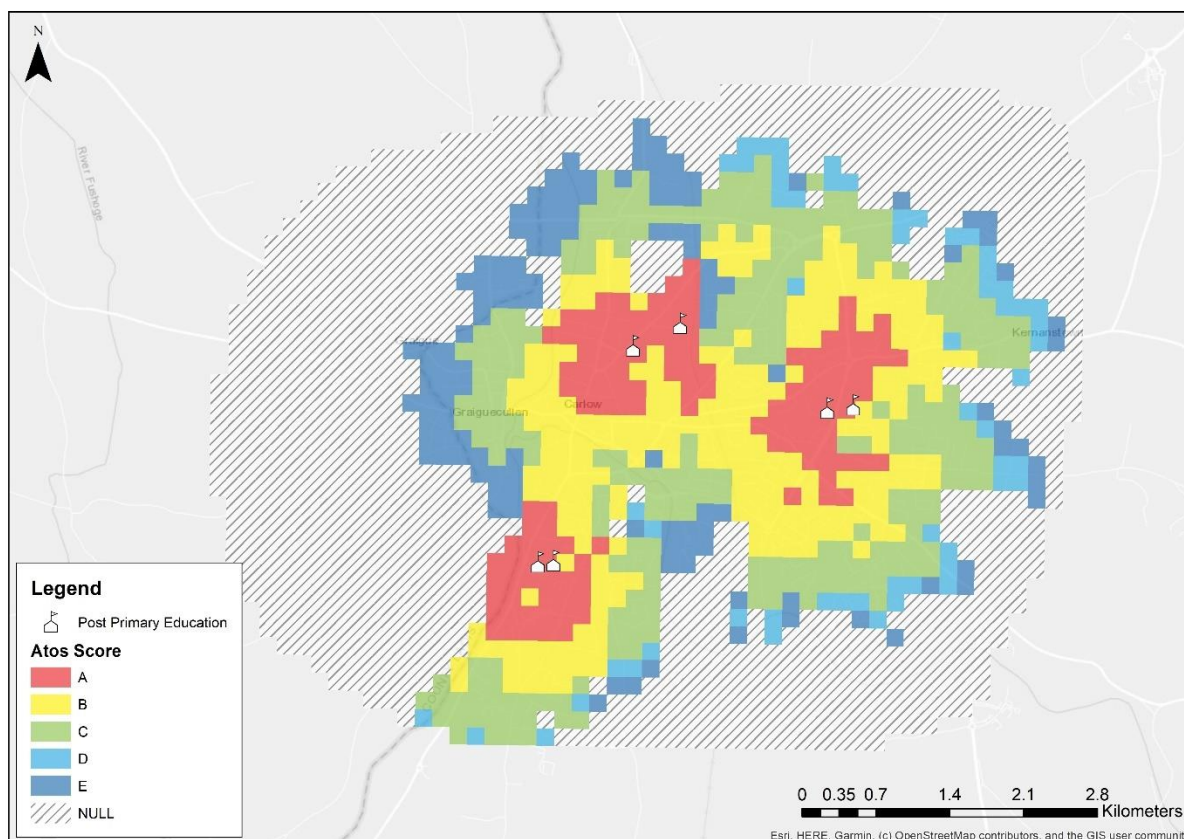 N
River Fushoge
Graiguecullen
Carlow
Legend
Post Primary Education
Atos Score
A
B
C
D
E
NULL
0 0.35 0.7 1.4 2.1 2.8
Kilometers
Esri, HERE, Garmin, (c) OpenStreetMap contributors, and the GIS user communit